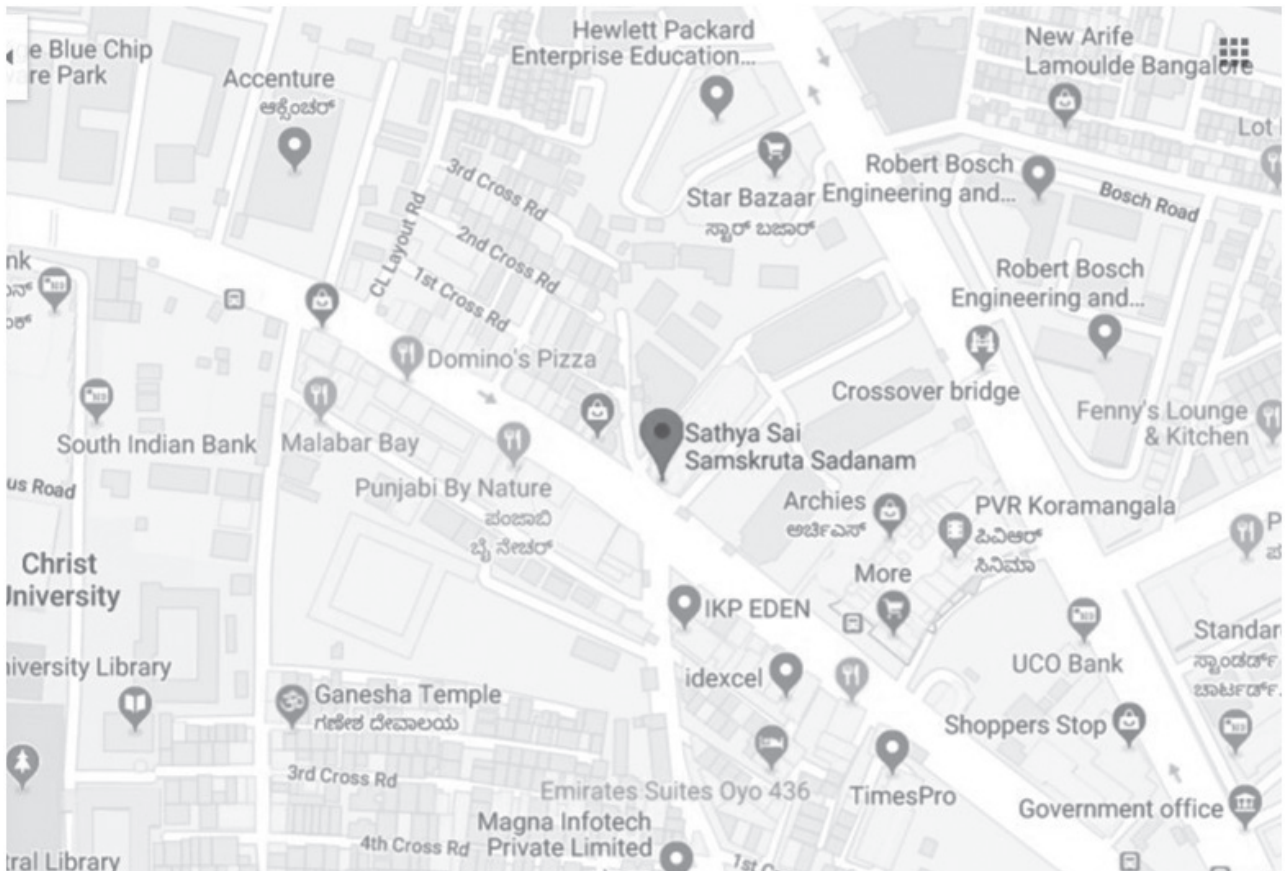 e Blue Chip
re Park
Accenture
ಆಕ್ಸೆಂಚರ್
Hewlett Packard
Enterprise Education...
New Arife
Lamoulde Bangalore
Lot
3rd Cross Rd
Star Bazaar
ಸ್ಟಾರ್ ಬಜಾರ್
Robert Bosch
Engineering and...
Bosch Road
CL Layout Rd
2nd Cross Rd
1st Cross Rd
nk
Robert Bosch
Engineering and...
Domino's Pizza
Crossover bridge
South Indian Bank
Malabar Bay
Fenny's Lounge
& Kitchen
Sathya Sai
Samskruta Sadanam
us Road
Punjabi By Nature
ಪಂಜಾಬಿ
ಬೈ ನೇಚರ್
Archies
ಆರ್ಚಿಎಸ್
PVR Koramangala
ಪಿವಿಆರ್
ಸಿನಿಮಾ
Christ
University
More
IKP EDEN
UCO Bank
Standar
ಸ್ಟಾಂಡರ್ಡ್
ಚಾರ್ಟರ್ಡ್
niversity Library
idexcel
Ganesha Temple
ಗಣೇಶ ದೇವಾಲಯ
Shoppers Stop
3rd Cross Rd
Emirates Suites Oyo 436
TimesPro
Government office
4th Cross Rd
Magna Infotech
Private Limited
tral Library
1st C